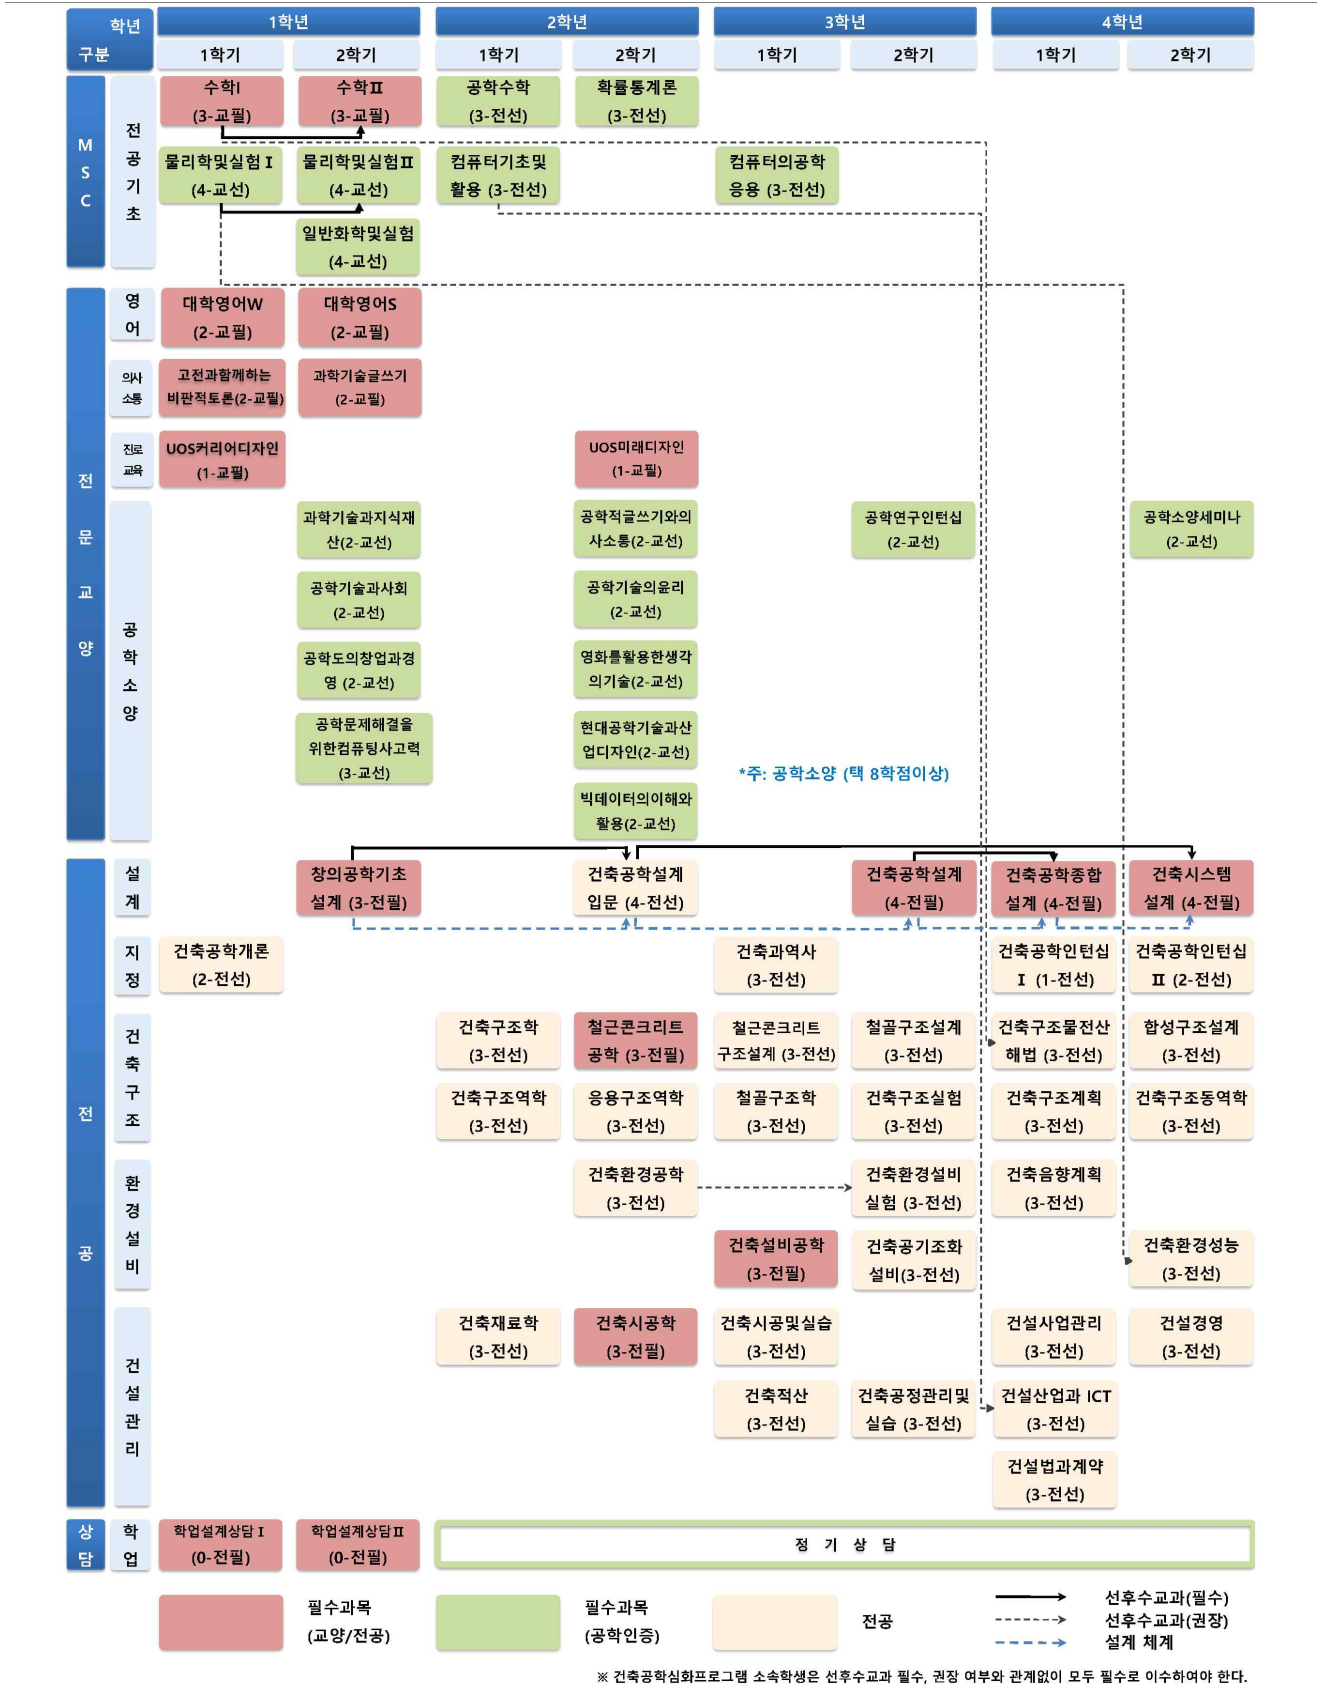 학년
구분
1학년
2학년
3학년
4학년
1학기
2학기
1학기
2학기
1학기
2학기
1학기
2학기
M
S
C
전
공
기
초
수학I
(3-교필)
수학II
(3-교필)
공학수학
(3-전선)
확률통계론
(3-전선)
물리학및실험 I
(4-교선)
물리학및실험II
(4-교선)
컴퓨터기초및
활용 (3-전선)
컴퓨터의공학
응용 (3-전선)
일반화학및실험
(4-교선)
전
문
교
양
영
어
대학영어W
(2-교필)
대학영어S
(2-교필)
의사
소통
고전과함께하는
비판적토론(2-교필)
과학기술글쓰기
(2-교필)
진로
교육
UOS커리어디자인
(1-교필)
UOS미래디자인
(1-교필)
공
학
소
양
과학기술과지식재
산(2-교선)
공학적글쓰기와의
사소통(2-교선)
공학연구인턴십
(2-교선)
공학소양세미나
(2-교선)
공학기술과사회
(2-교선)
공학기술의윤리
(2-교선)
공학도의창업과경
영 (2-교선)
영화를활용한생각
의기술(2-교선)
공학문제해결을
위한컴퓨팅사고력
(3-교선)
현대공학기술과산
업디자인(2-교선)
*주: 공학소양 (택 8학점이상)
빅데이터의이해와
활용(2-교선)
전
공
설
계
창의공학기초
설계 (3-전필)
건축공학설계
입문 (4-전선)
건축공학설계
(4-전필)
건축공학종합
설계 (4-전필)
건축시스템
설계 (4-전필)
지
정
건축공학개론
(2-전선)
건축과역사
(3-전선)
건축공학인턴십
I (1-전선)
건축공학인턴십
II (2-전선)
건
축
구
조
건축구조학
(3-전선)
철근콘크리트
공학 (3-전필)
철근콘크리트
구조설계 (3-전선)
철골구조설계
(3-전선)
건축구조물전산
해법 (3-전선)
합성구조설계
(3-전선)
건축구조역학
(3-전선)
응용구조역학
(3-전선)
철골구조학
(3-전선)
건축구조실험
(3-전선)
건축구조계획
(3-전선)
건축구조동역학
(3-전선)
환
경
설
비
건축환경공학
(3-전선)
건축환경설비
실험 (3-전선)
건축음향계획
(3-전선)
건축설비공학
(3-전필)
건축공기조화
설비(3-전선)
건축환경성능
(3-전선)
건
설
관
리
건축재료학
(3-전선)
건축시공학
(3-전필)
건축시공및실습
(3-전선)
건설사업관리
(3-전선)
건설경영
(3-전선)
건축적산
(3-전선)
건축공정관리및
실습 (3-전선)
건설산업과 ICT
(3-전선)
건설법과계약
(3-전선)
상
담
학
업
학업설계상담 I
(0-전필)
학업설계상담II
(0-전필)
정 기 상 담
필수과목
(교양/전공)
필수과목
(공학인증)
전공
선후수교과(필수)
선후수교과(권장)
설계 체계
※ 건축공학심화프로그램 소속학생은 선후수교과 필수, 권장 여부와 관계없이 모두 필수로 이수하여야 한다.